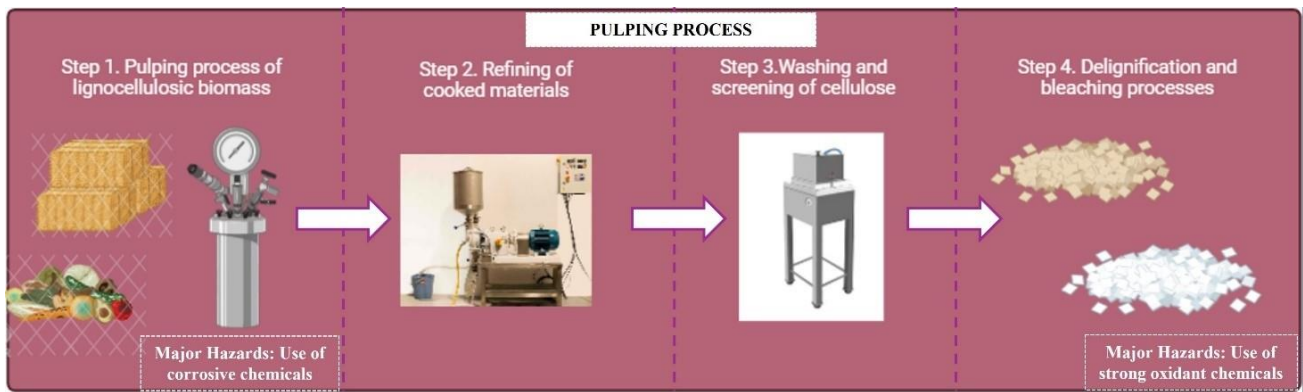 PULPING PROCESS
Step 1. Pulping process of
lignocellulosic biomass
Step 2. Refining of
cooked materials
Step 3.Washing and
screening of cellulose
Step 4. Delignification and
bleaching processes
Major Hazards: Use of
corrosive chemicals
Major Hazards: Use of
strong oxidant chemicals